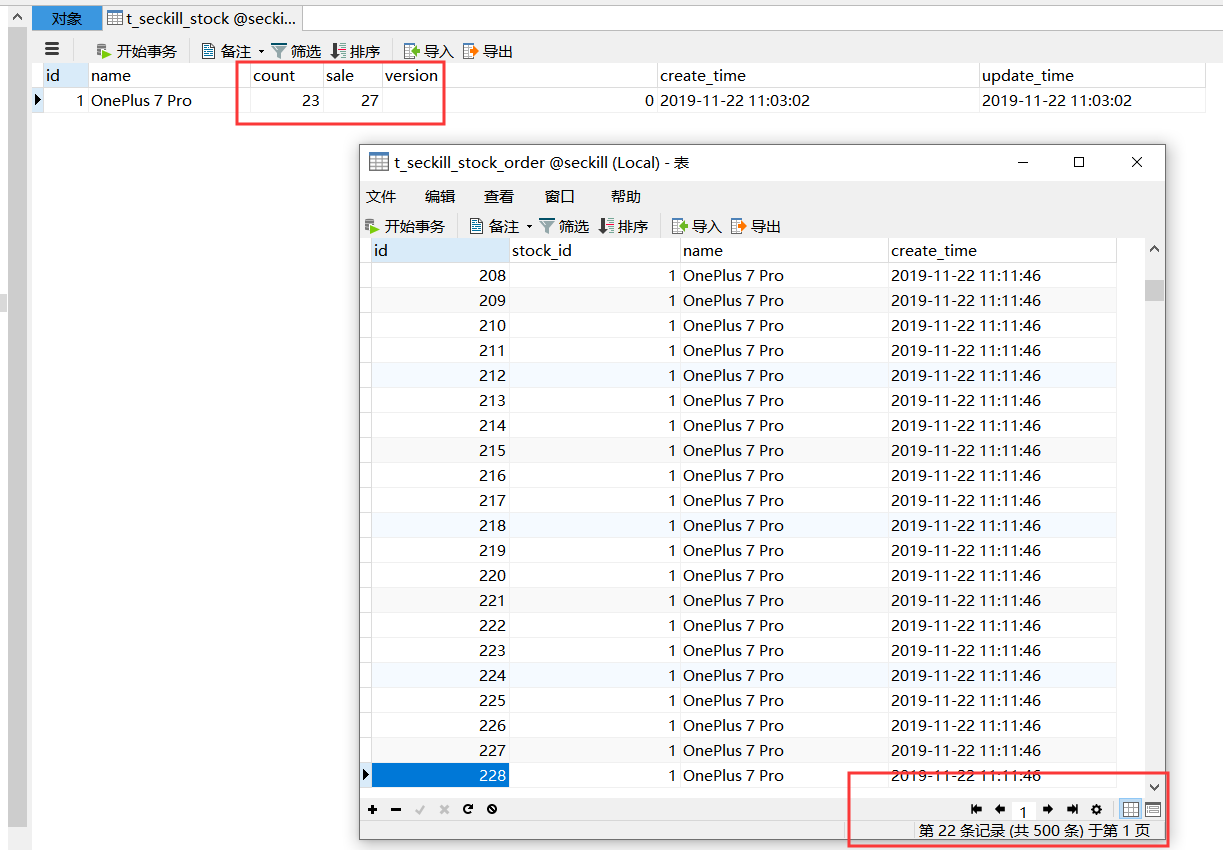 对象 t_seckill_stock @secki...
开始事务 备注 筛选 排序 导入 导出
id name count sale version create_time update_time
1 OnePlus 7 Pro 23 27 0 2019-11-22 11:03:02 2019-11-22 11:03:02
t_seckill_stock_order @seckill (Local) - 表
文件 编辑 查看 窗口 帮助
开始事务 备注 筛选 排序 导入 导出
id stock_id name create_time
208 1 OnePlus 7 Pro 2019-11-22 11:11:46
209 1 OnePlus 7 Pro 2019-11-22 11:11:46
210 1 OnePlus 7 Pro 2019-11-22 11:11:46
211 1 OnePlus 7 Pro 2019-11-22 11:11:46
212 1 OnePlus 7 Pro 2019-11-22 11:11:46
213 1 OnePlus 7 Pro 2019-11-22 11:11:46
214 1 OnePlus 7 Pro 2019-11-22 11:11:46
215 1 OnePlus 7 Pro 2019-11-22 11:11:46
216 1 OnePlus 7 Pro 2019-11-22 11:11:46
217 1 OnePlus 7 Pro 2019-11-22 11:11:46
218 1 OnePlus 7 Pro 2019-11-22 11:11:46
219 1 OnePlus 7 Pro 2019-11-22 11:11:46
220 1 OnePlus 7 Pro 2019-11-22 11:11:46
221 1 OnePlus 7 Pro 2019-11-22 11:11:46
222 1 OnePlus 7 Pro 2019-11-22 11:11:46
223 1 OnePlus 7 Pro 2019-11-22 11:11:46
224 1 OnePlus 7 Pro 2019-11-22 11:11:46
225 1 OnePlus 7 Pro 2019-11-22 11:11:46
226 1 OnePlus 7 Pro 2019-11-22 11:11:46
227 1 OnePlus 7 Pro 2019-11-22 11:11:46
228 1 OnePlus 7 Pro 2019-11-22 11:11:46
1
第 22 条记录 (共 500 条) 于第 1 页